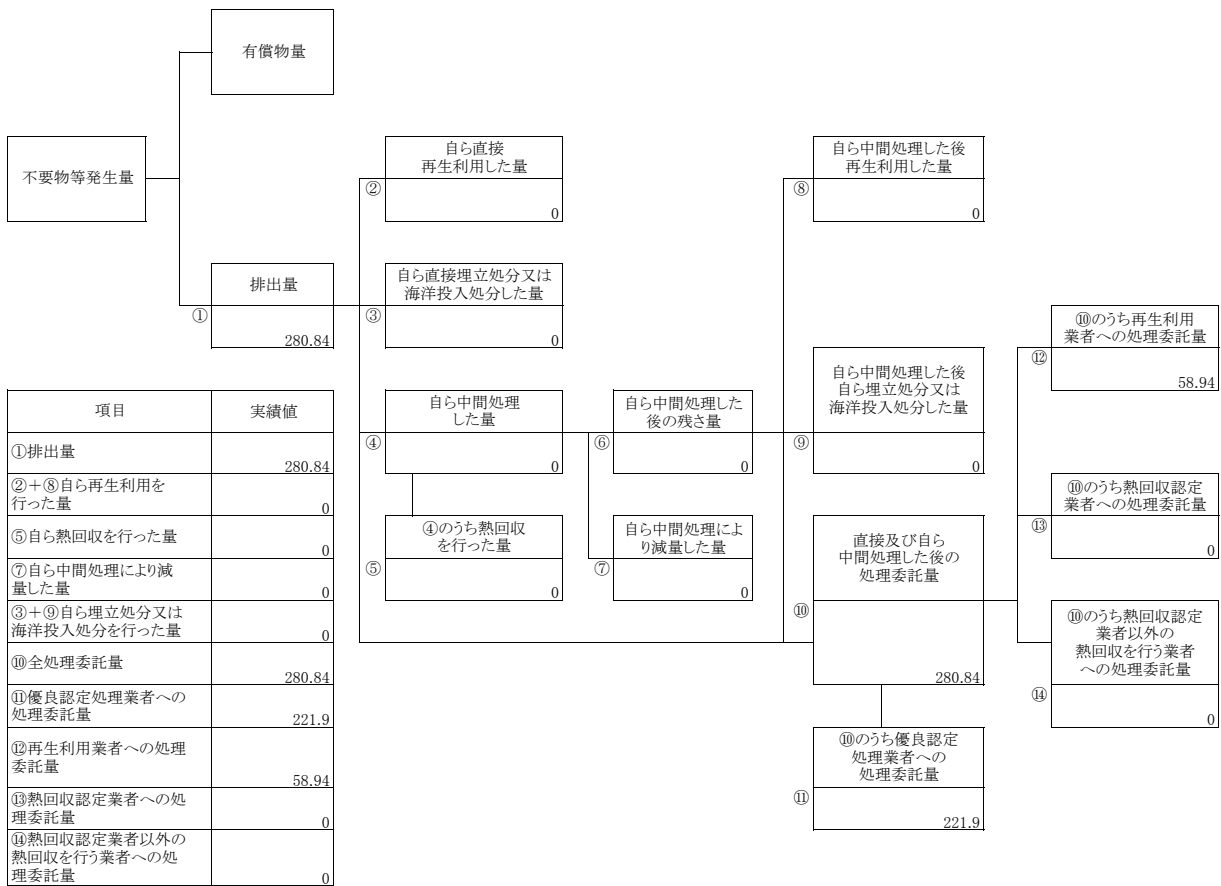 有償物量
不要物等発生量
自ら直接
再生利用した量
②
0
自ら中間処理した後
再生利用した量
⑧
0
排出量
①
280.84
自ら直接埋立処分又は
海洋投入処分した量
③
0
⑩のうち再生利用
業者への処理委託量
⑫
58.94
自ら中間処理
した量
④
0
自ら中間処理した
後の残さ量
⑥
0
自ら中間処理した後
自ら埋立処分又は
海洋投入処分した量
⑨
0
⑩のうち熱回収認定
業者への処理委託量
⑬
0
④のうち熱回収
を行った量
⑤
0
自ら中間処理によ
り減量した量
⑦
0
直接及び自ら
中間処理した後の
処理委託量
⑩
280.84
⑩のうち熱回収認定
業者以外の
熱回収を行う業者
への処理委託量
⑭
0
⑩のうち優良認定
処理業者への
処理委託量
⑪
221.9
項目
実績値
①排出量
280.84
②+⑧自ら再生利用を
行った量
0
⑤自ら熱回収を行った量
0
⑦自ら中間処理により減
量した量
0
③+⑨自ら埋立処分又は
海洋投入処分を行った量
0
⑩全処理委託量
280.84
⑪優良認定処理業者への
処理委託量
221.9
⑫再生利用業者への処理
委託量
58.94
⑬熱回収認定業者への処
理委託量
0
⑭熱回収認定業者以外の
熱回収を行う業者への処
理委託量
0